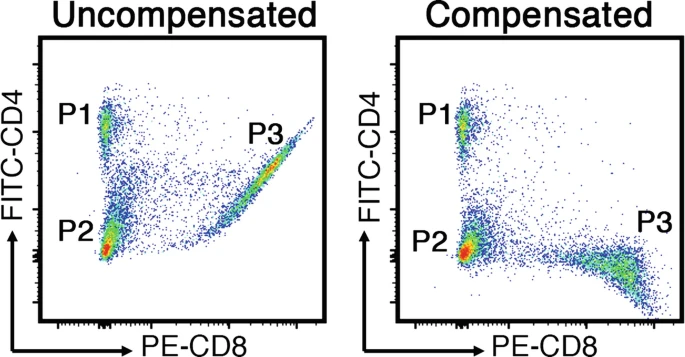 Uncompensated
P1
P2
P3
FITC-CD4
PE-CD8
Compensated
P1
P2
P3
FITC-CD4
PE-CD8